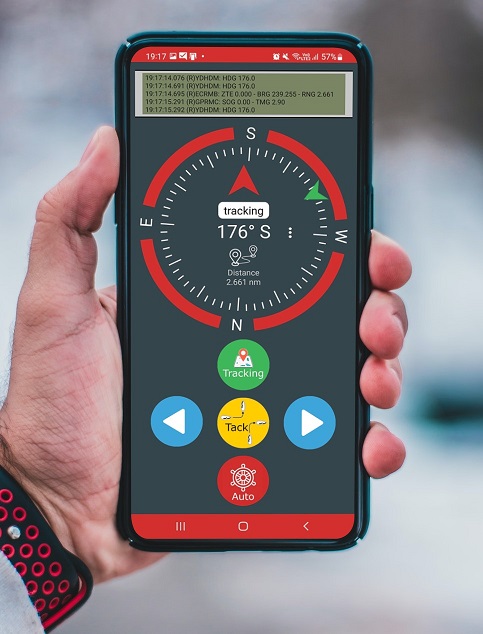 19:17
57%
19:17:14.076 (R)YDHDM: HDG 176.0
19:17:14.691 (R)YDHDM: HDG 176.0
19:17:14.695 (R)ECRMB: ZTE 0.000 - BRG 239.255 - RNG 2.661
19:17:15.291 (R)GPRMC: SOG 0.00 - TMG 2.90
19:17:15.292 (R)YDHDM: HDG 176.0
S
E
W
tracking
176° S
Distance
2.661 nm
N
Tracking
Tack
Auto